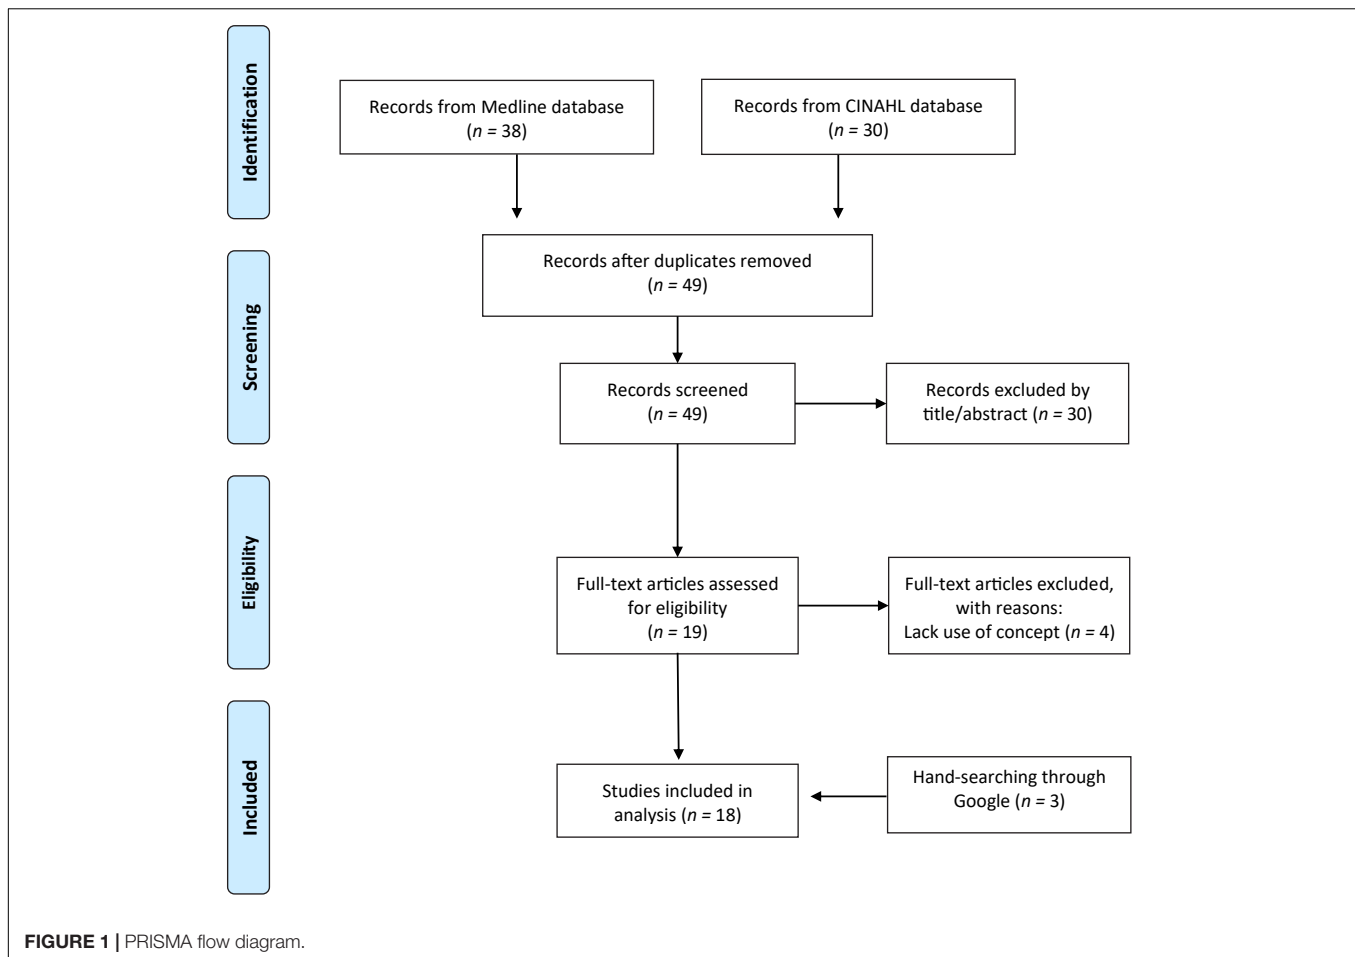 Identification
Records from Medline database
(n = 38)
Records from CINAHL database
(n = 30)
Screening
Records after duplicates removed
(n = 49)
Records screened
(n = 49)
Records excluded by
title/abstract (n = 30)
Eligibility
Full-text articles assessed
for eligibility
(n = 19)
Full-text articles excluded,
with reasons:
Lack use of concept (n = 4)
Included
Studies included in
analysis (n = 18)
Hand-searching through
Google (n = 3)
FIGURE 1 | PRISMA flow diagram.